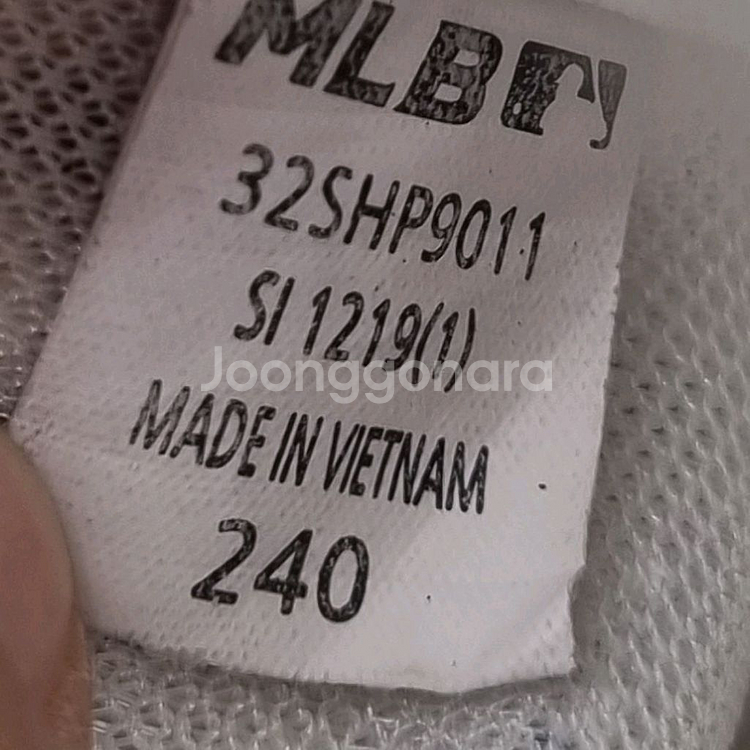 MLB
32SHP9011
SI 1219(1)
Joonggonara
MADE IN VIETNAM
240